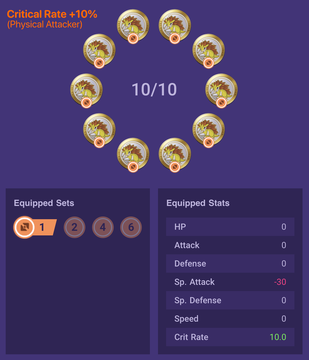 Critical Rate +10%
(Physical Attacker)
10/10
Equipped Sets
1 2 4 6
Equipped Stats
HP 0
Attack 0
Defense 0
Sp. Attack -30
Sp. Defense 0
Speed 0
Crit Rate 10.0